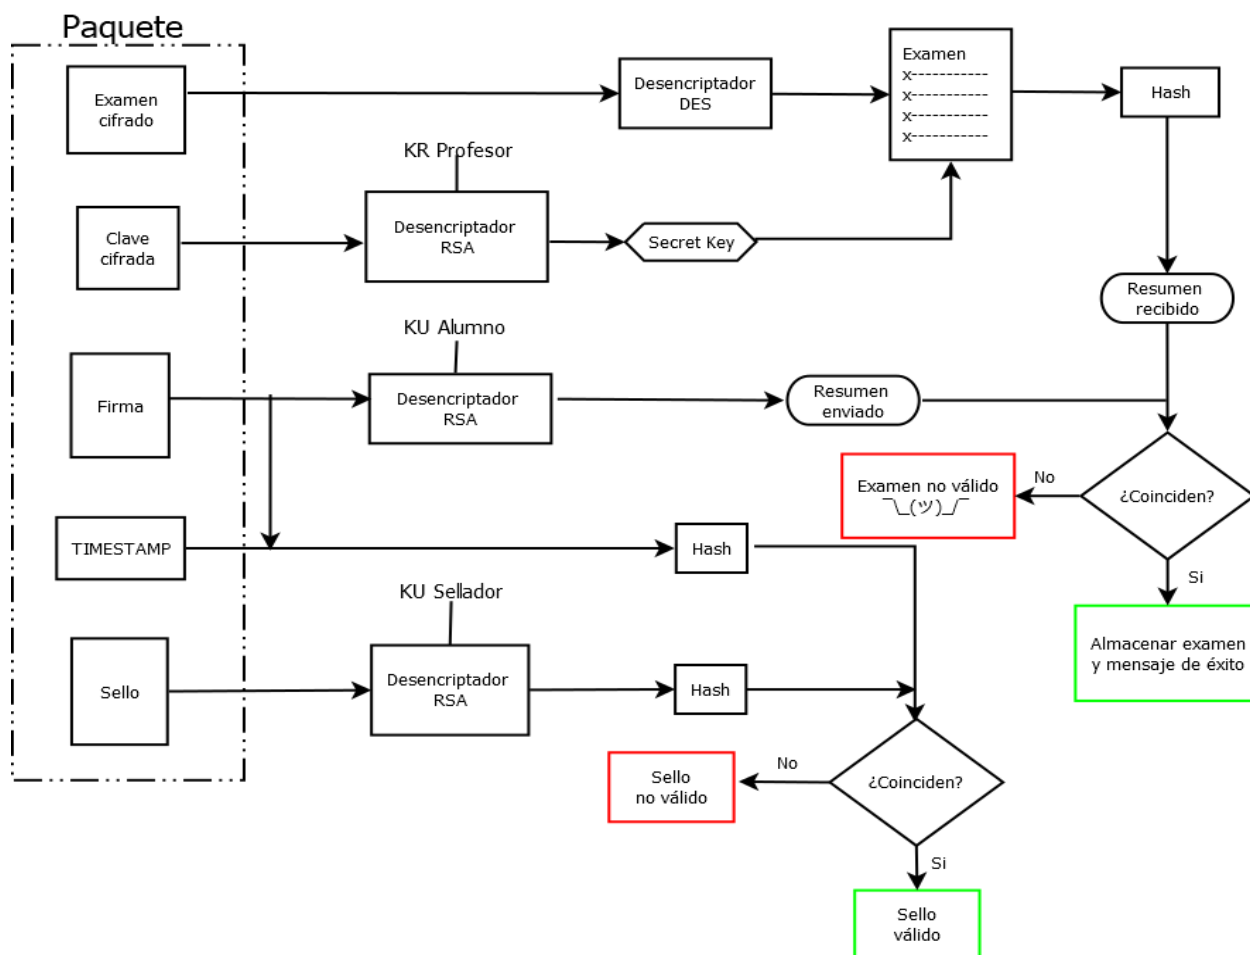 Paquete
Examen
cifrado
Desencriptador
DES
Examen
x-----------
x-----------
x-----------
x-----------
Hash
KR Profesor
Clave
cifrada
Desencriptador
RSA
Secret Key
Resumen
recibido
KU Alumno
Firma
Desencriptador
RSA
Resumen
enviado
Examen no válido
¯\_(ツ)_/¯
No
¿Coinciden?
Si
Almacenar examen
y mensaje de éxito
TIMESTAMP
Hash
KU Sellador
Sello
Desencriptador
RSA
Hash
Sello
no válido
No
¿Coinciden?
Si
Sello
válido